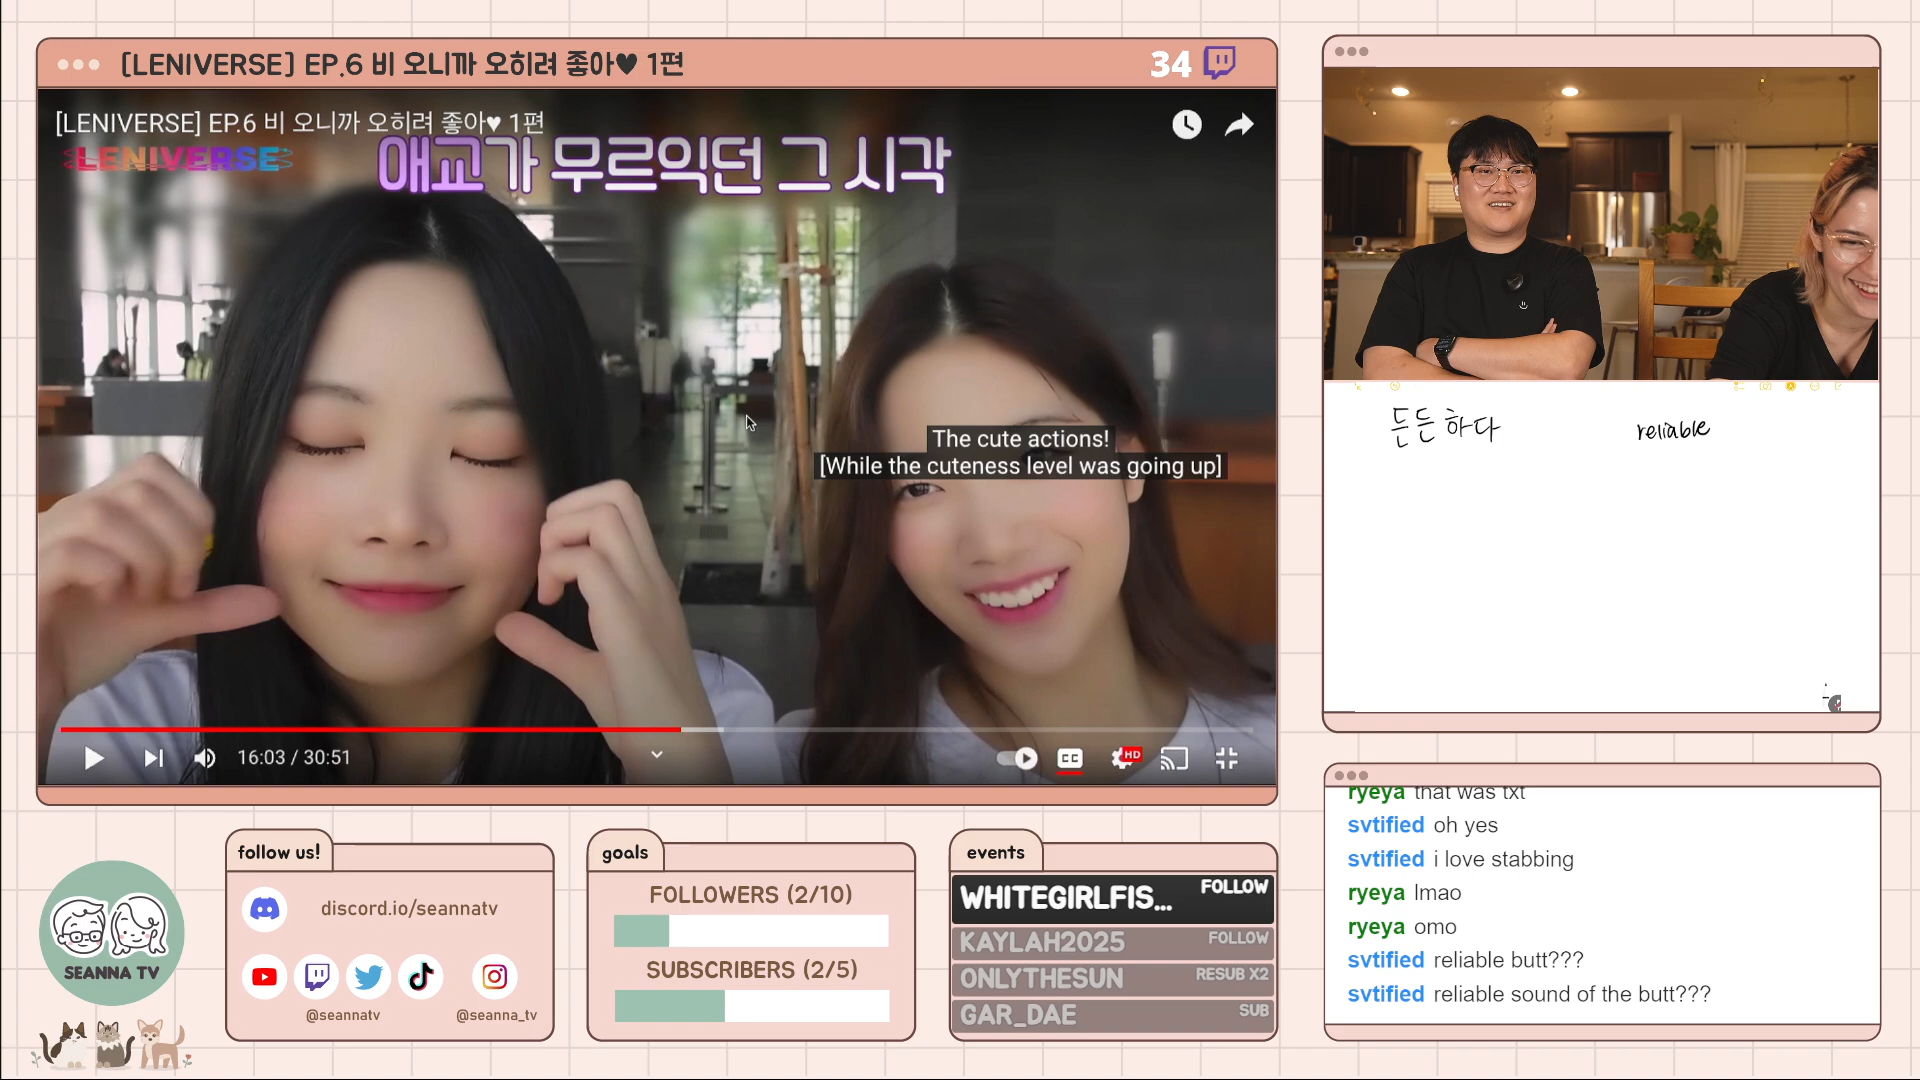 [LENIVERSE] EP.6 비 오니까 오히려 좋아♥ 1편
34
[LENIVERSE] EP.6 비 오니까 오히려 좋아♥ 1편
LENIVERSE
애교가 무르익던 그 시각
The cute actions!
[While the cuteness level was going up]
16:03 / 30:51
CC
HD
든든하다 reliable
ryeya that was txt
svtified oh yes
svtified i love stabbing
ryeya lmao
ryeya omo
svtified reliable butt???
svtified reliable sound of the butt???
SEANNA TV
follow us!
discord.io/seannatv
@seannatv
@seanna_tv
goals
FOLLOWERS (2/10)
SUBSCRIBERS (2/5)
events
WHITEGIRLFIS... FOLLOW
KAYLAH2025 FOLLOW
ONLYTHESUN RESUB X2
GAR_DAE SUB